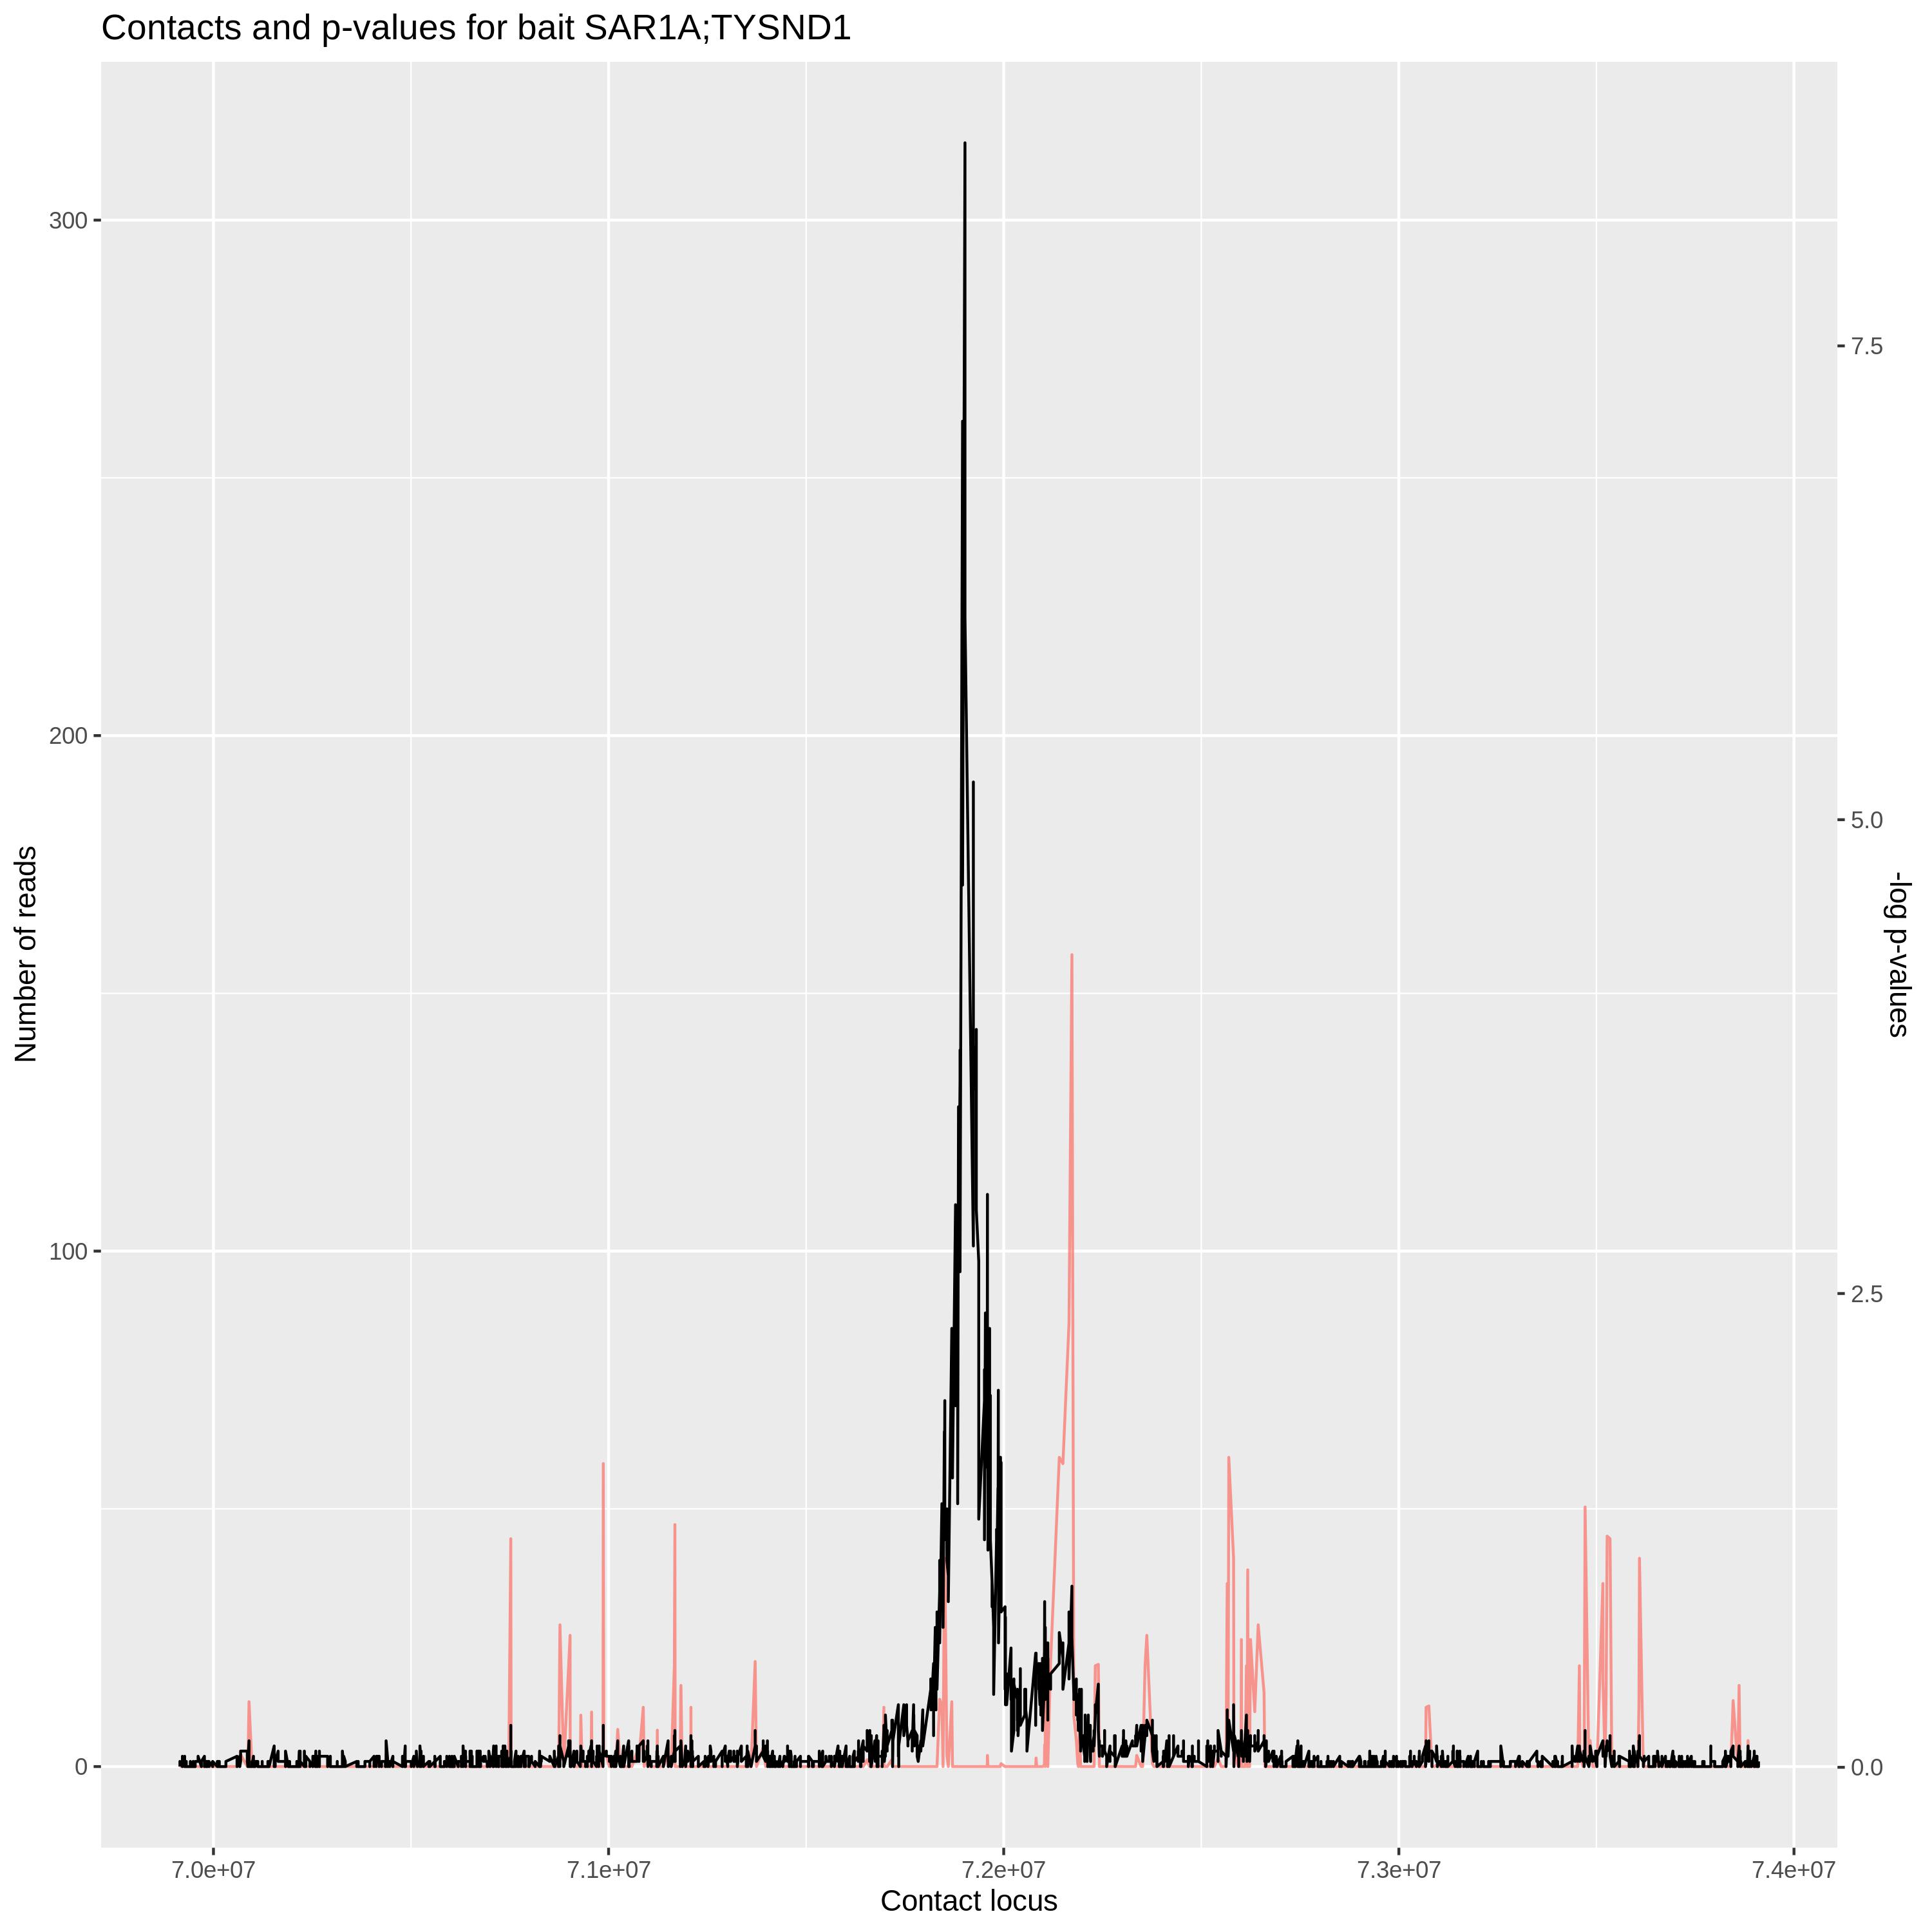 Contacts and p-values for bait SAR1A;TYSND1
300
200
100
0
Number of reads
7.5
5.0
2.5
0.0
-log p-values
7.0e+07 7.1e+07 7.2e+07 7.3e+07 7.4e+07
Contact locus